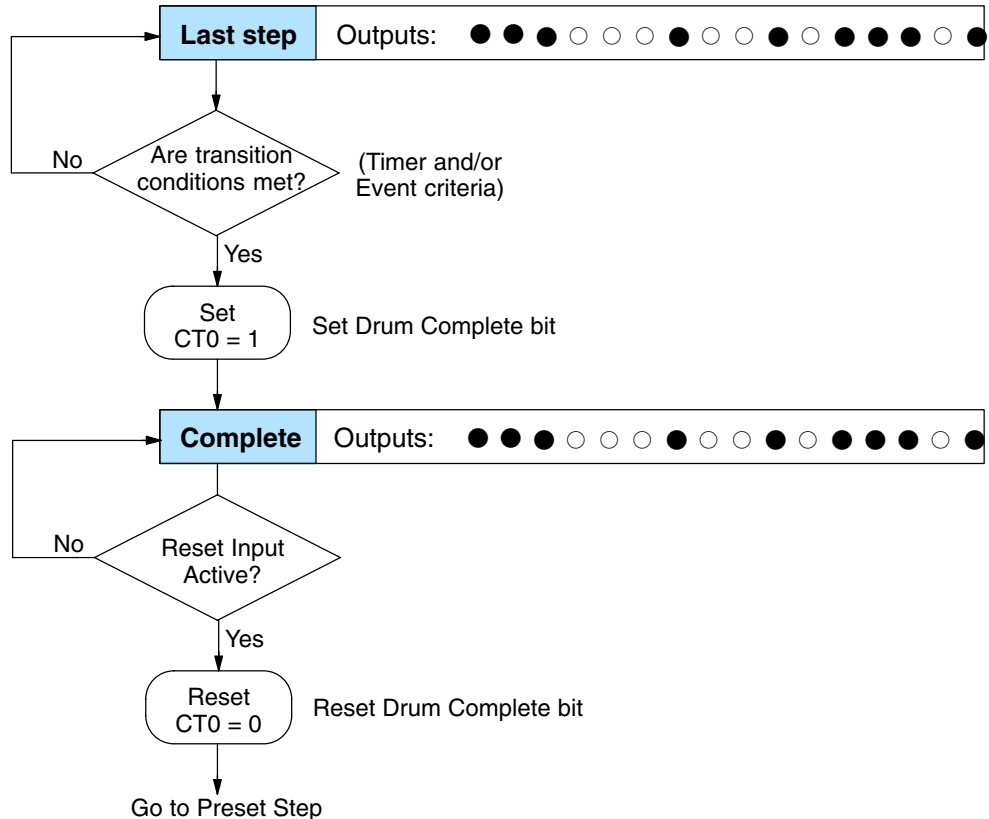 Last step Outputs:
No
Are transition
conditions met?
(Timer and/or
Event criteria)
Yes
Set
CT0 = 1
Set Drum Complete bit
Complete Outputs:
No
Reset Input
Active?
Yes
Reset
CT0 = 0
Reset Drum Complete bit
Go to Preset Step